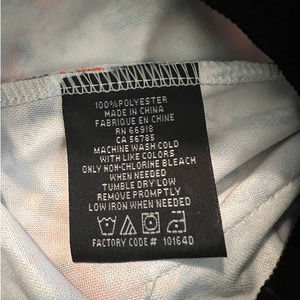 100%POLYESTER
MADE IN CHINA
FABRIQUE EN CHINE
RN 66918
CA 56785
MACHINE WASH COLD
WITH LIKE COLORS
ONLY NON-CHLORINE BLEACH
WHEN NEEDED
TUMBLE DRY LOW
REMOVE PROMPTLY
LOW IRON WHEN NEEDED
FACTORY CODE # 10164D